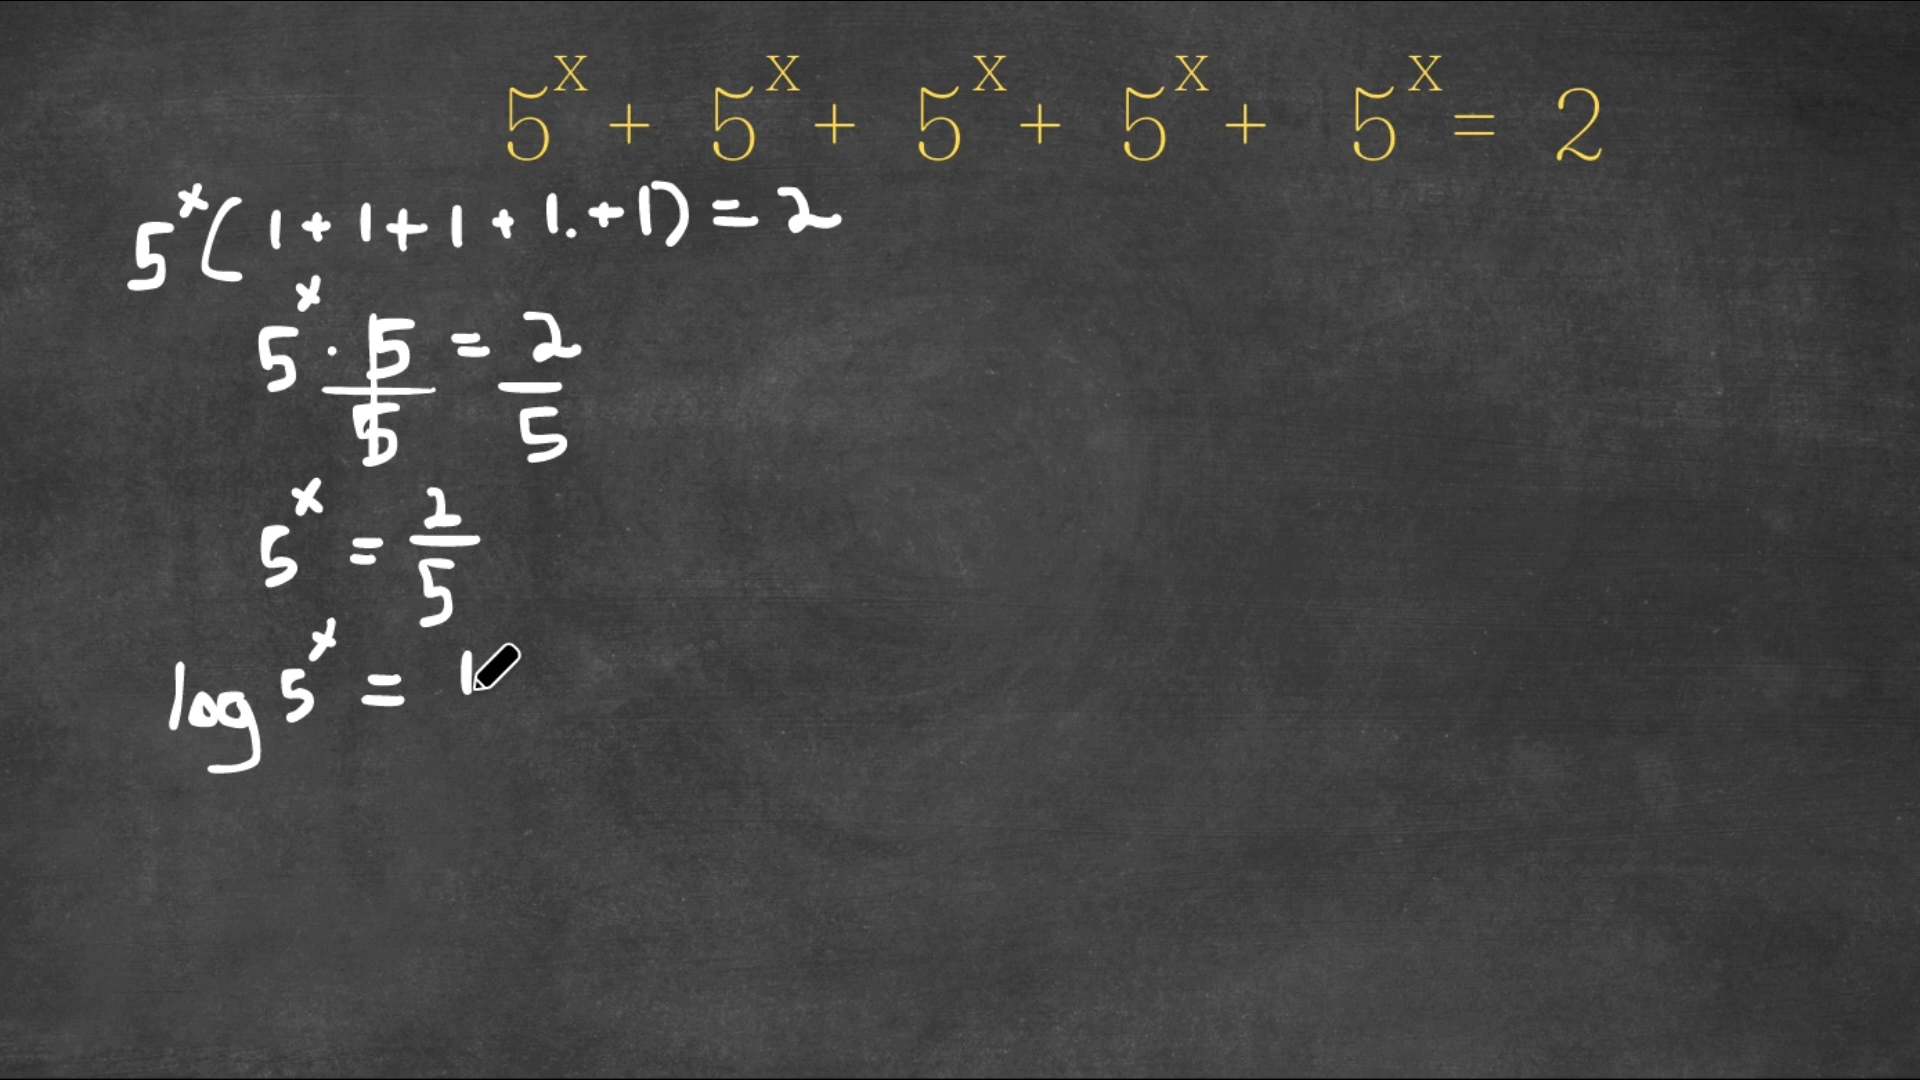 5^x + 5^x + 5^x + 5^x + 5^x = 2
5^x (1 + 1 + 1 + 1. + 1) = 2
5^x · 5/5 = 2/5
5^x = 2/5
log 5^x = l